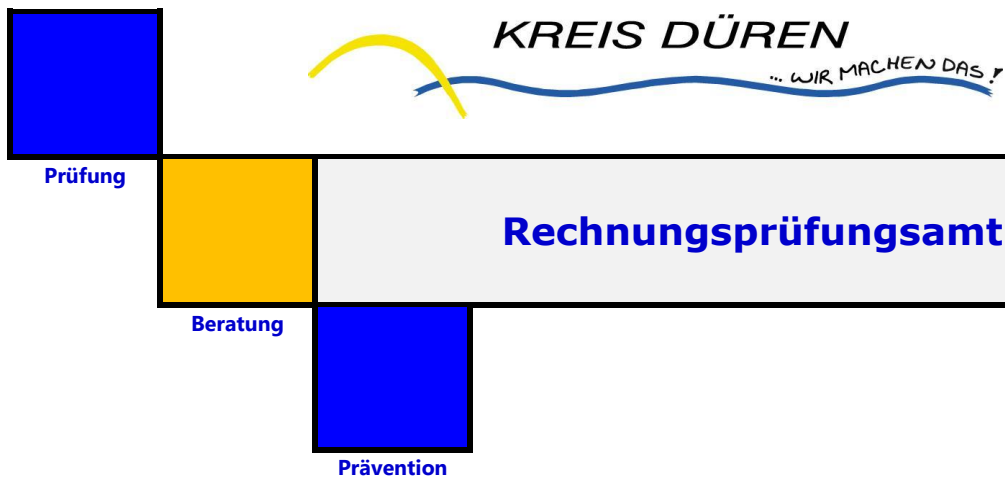 KREIS DÜREN
... WIR MACHEN DAS!
Prüfung
Rechnungsprüfungsamt
Beratung
Prävention